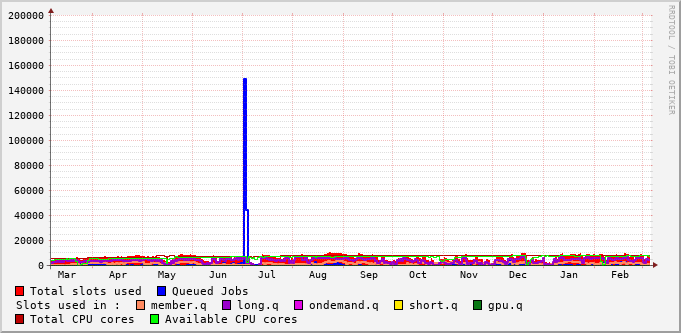 200000
180000
160000
140000
120000
100000
80000
60000
40000
20000
0
Mar Apr May Jun Jul Aug Sep Oct Nov Dec Jan Feb
Total slots used Queued Jobs
Slots used in : member.q long.q ondemand.q short.q gpu.q
Total CPU cores Available CPU cores
RRDTOOL / TOBI OETIKER